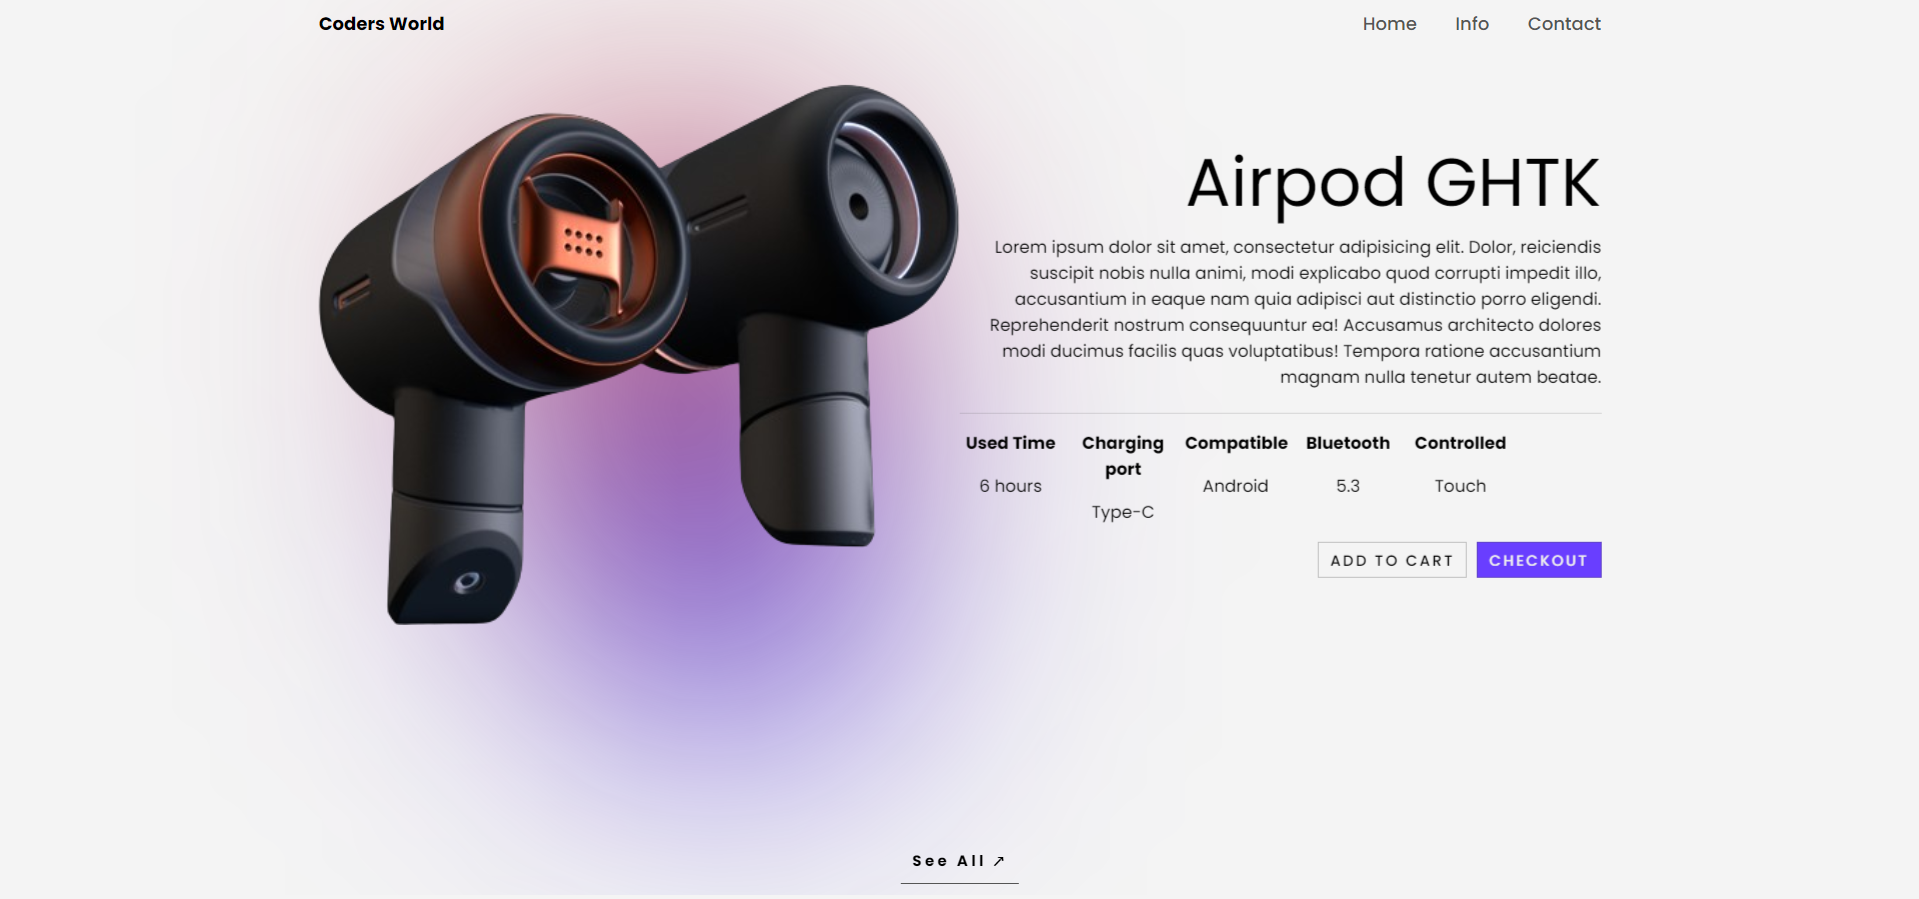 Coders World
Home Info Contact
Airpod GHTK
Lorem ipsum dolor sit amet, consectetur adipisicing elit. Dolor, reiciendis
suscipit nobis nulla animi, modi explicabo quod corrupti impedit illo,
accusantium in eaque nam quia adipisci aut distinctio porro eligendi.
Reprehenderit nostrum consequuntur ea! Accusamus architecto dolores
modi ducimus facilis quas voluptatibus! Tempora ratione accusantium
magnam nulla tenetur autem beatae.
Used Time
6 hours
Charging
port
Type-C
Compatible
Android
Bluetooth
5.3
Controlled
Touch
ADD TO CART
CHECKOUT
See All ↗